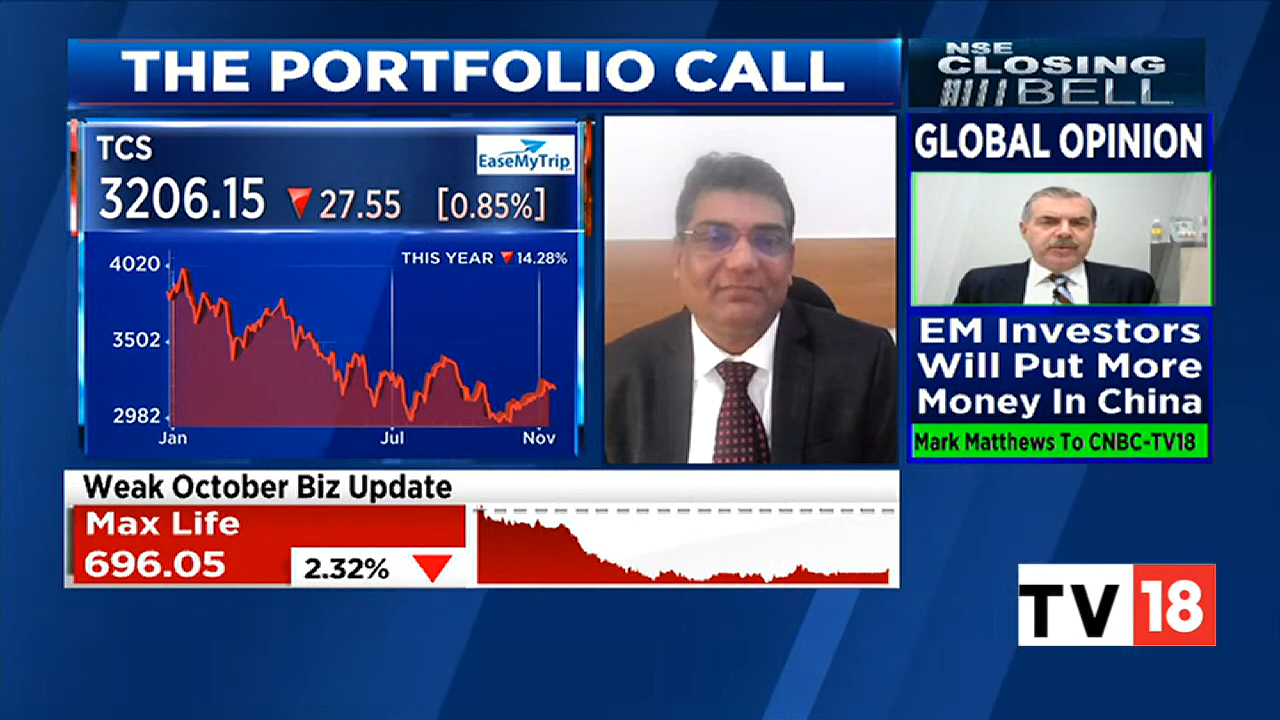 THE PORTFOLIO CALL
TCS
EaseMyTrip
3206.15 27.55 [0.85%]
THIS YEAR 14.28%
4020
3502
2982
Jan Jul Nov
NSE
CLOSING
BELL
GLOBAL OPINION
EM Investors
Will Put More
Money In China
Mark Matthews To CNBC-TV18
Weak October Biz Update
Max Life
696.05 2.32%
TV18